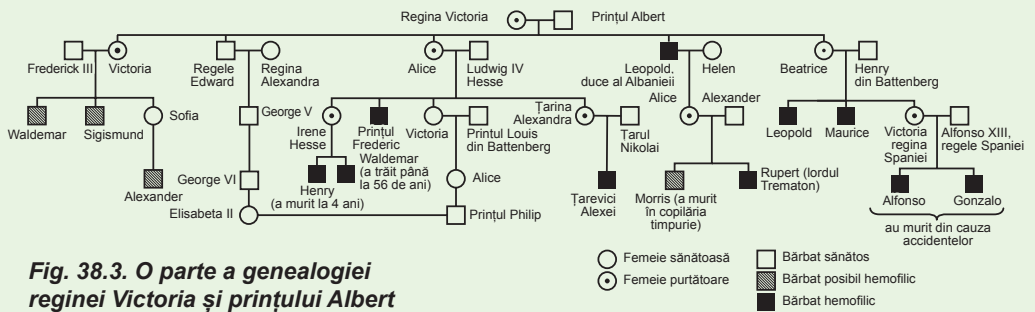 Regina Victoria
Prințul Albert
Frederick III
Victoria
Regele
Edward
Regina
Alexandra
Alice
Ludwig IV
Hesse
Leopold,
duce al Albanieii
Helen
Beatrice
Henry
din Battenberg
Waldemar
Sigismund
Sofia
George V
Irene
Hesse
Prințul
Frederic
Waldemar
(a trăit până
la 56 de ani)
Victoria
Prințul Louis
din Battenberg
Țarina
Alexandra
Tarul
Nikolai
Alice
Alexander
Leopold
Maurice
Victoria
regina
Spaniei
Alfonso XIII,
regele Spaniei
Alexander
George VI
Henry
(a murit la 4 ani)
Alice
Țarevici
Alexei
Morris (a murit
în copilăria
timpurie)
Rupert (lordul
Trematon)
Alfonso
Gonzalo
au murit din cauza
accidentelor
Elisabeta II
Prințul Philip
Femeie sănătoasă
Femeie purtătoare
Bărbat sănătos
Bărbat posibil hemofilic
Bărbat hemofilic
Fig. 38.3. O parte a genealogiei
reginei Victoria și prințului Albert